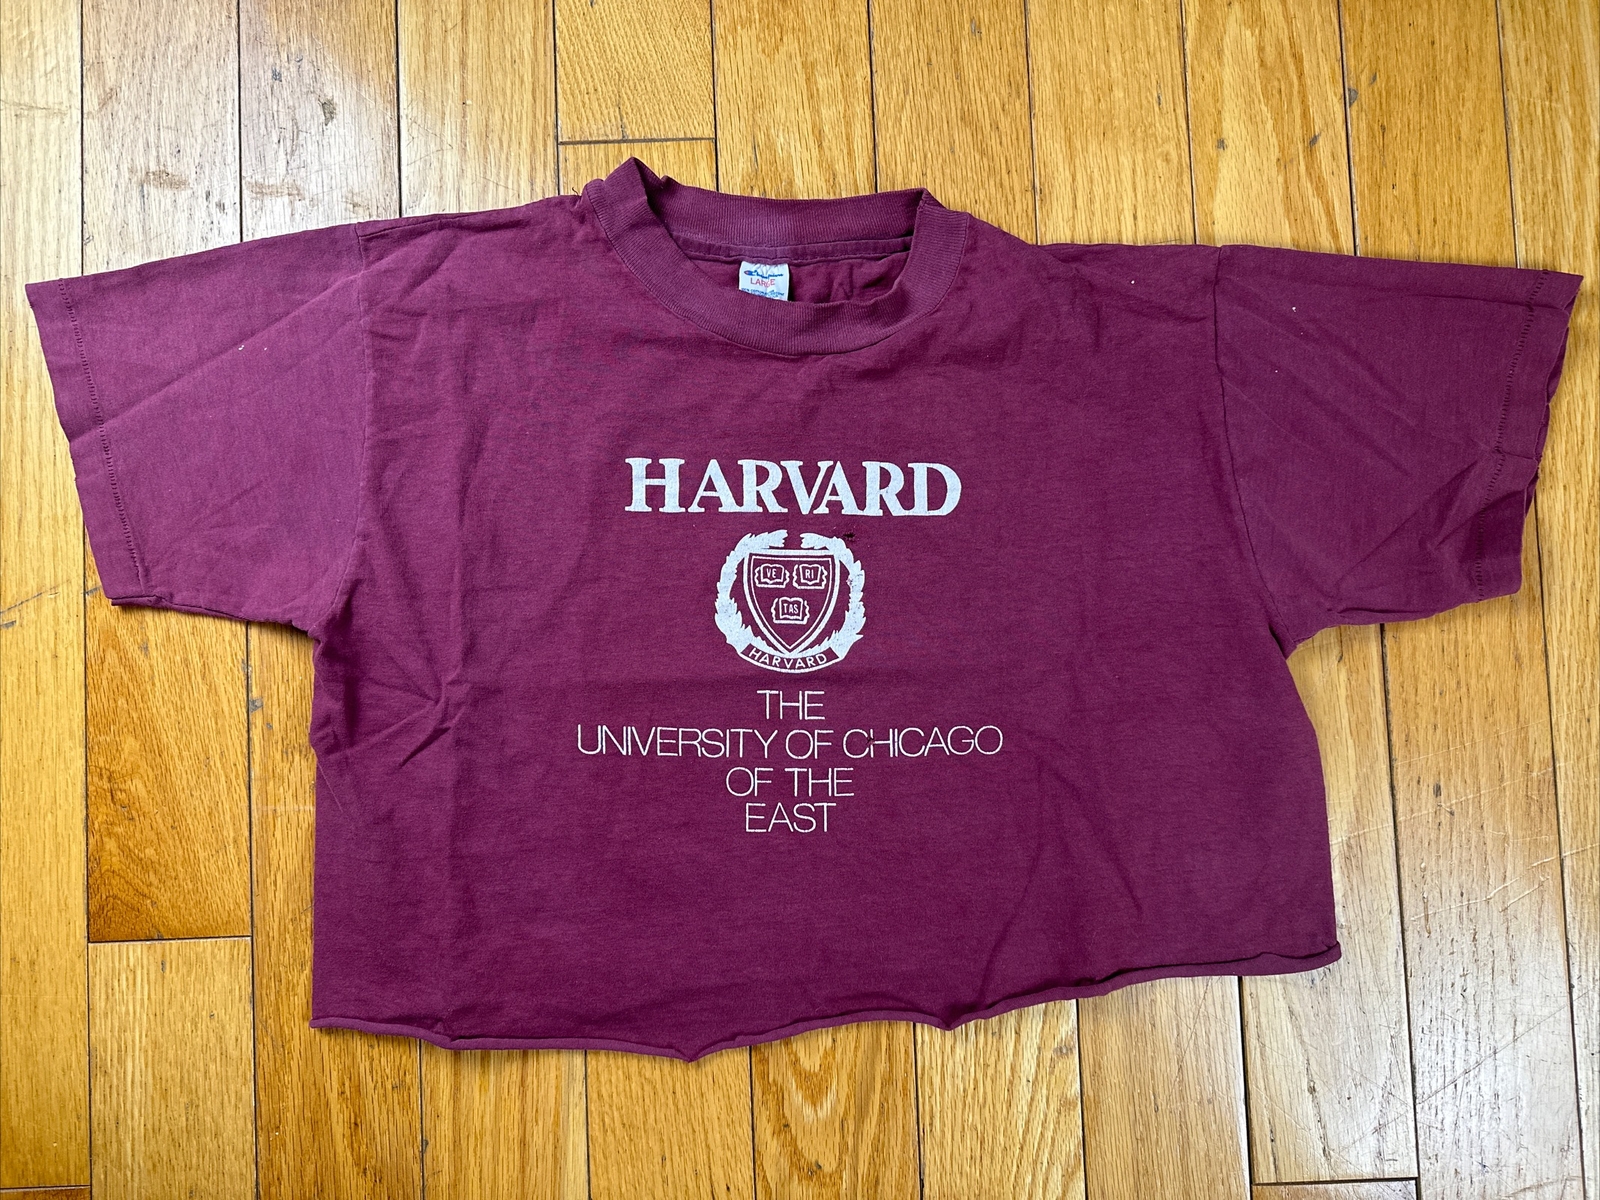 LARGE
HARVARD
VE RI
TAS
HARVARD
THE
UNIVERSITY OF CHICAGO
OF THE
EAST